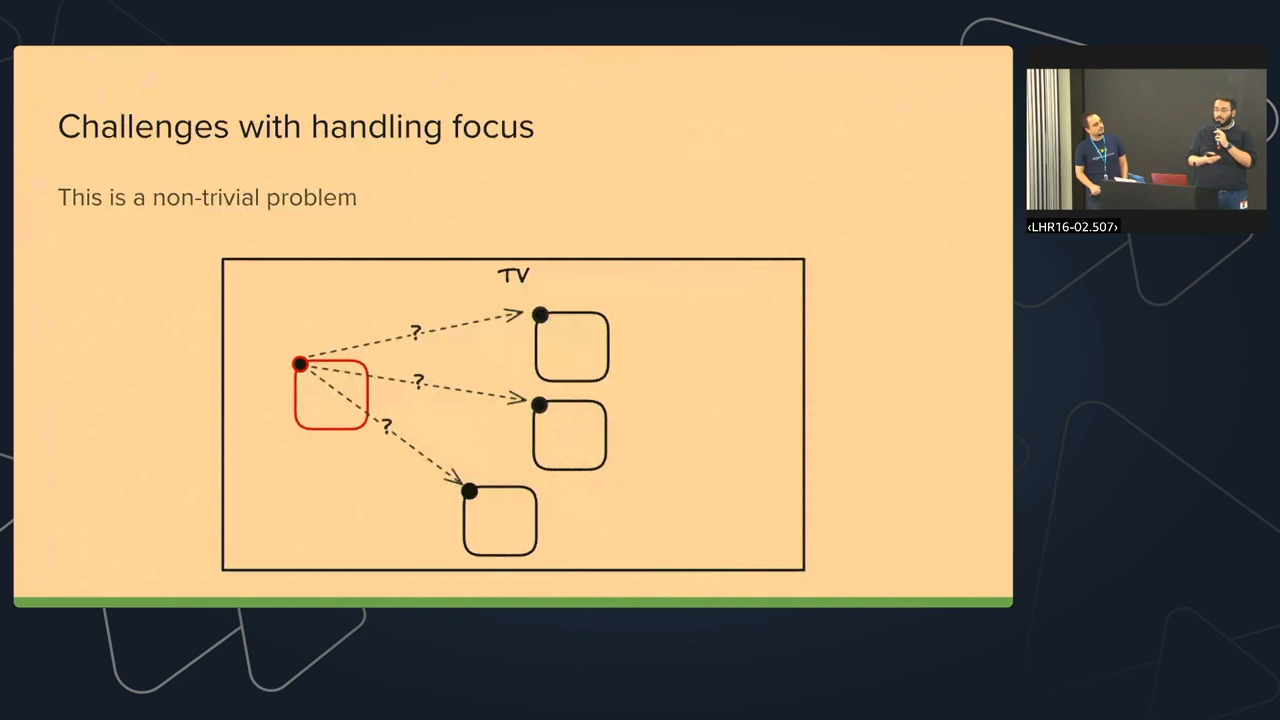 Challenges with handling focus
This is a non-trivial problem
TV
?
?
?
‹LHR16-02.507›